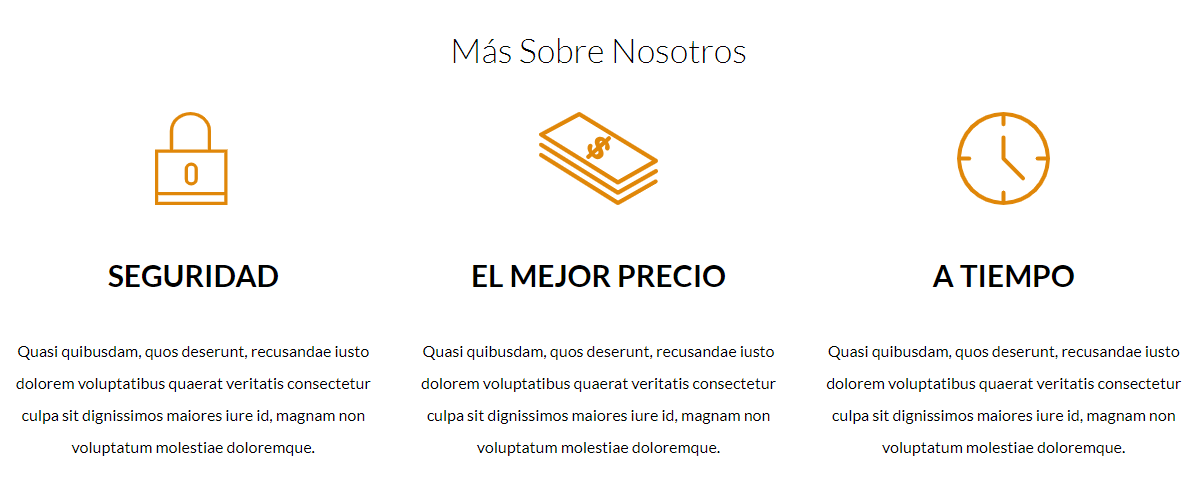 Más Sobre Nosotros
SEGURIDAD
Quasi quibusdam, quos deserunt, recusandae iusto
dolorem voluptatibus quaerat veritatis consectetur
culpa sit dignissimos maiores iure id, magnam non
voluptatum molestiae doloremque.
$
EL MEJOR PRECIO
Quasi quibusdam, quos deserunt, recusandae iusto
dolorem voluptatibus quaerat veritatis consectetur
culpa sit dignissimos maiores iure id, magnam non
voluptatum molestiae doloremque.
A TIEMPO
Quasi quibusdam, quos deserunt, recusandae iusto
dolorem voluptatibus quaerat veritatis consectetur
culpa sit dignissimos maiores iure id, magnam non
voluptatum molestiae doloremque.